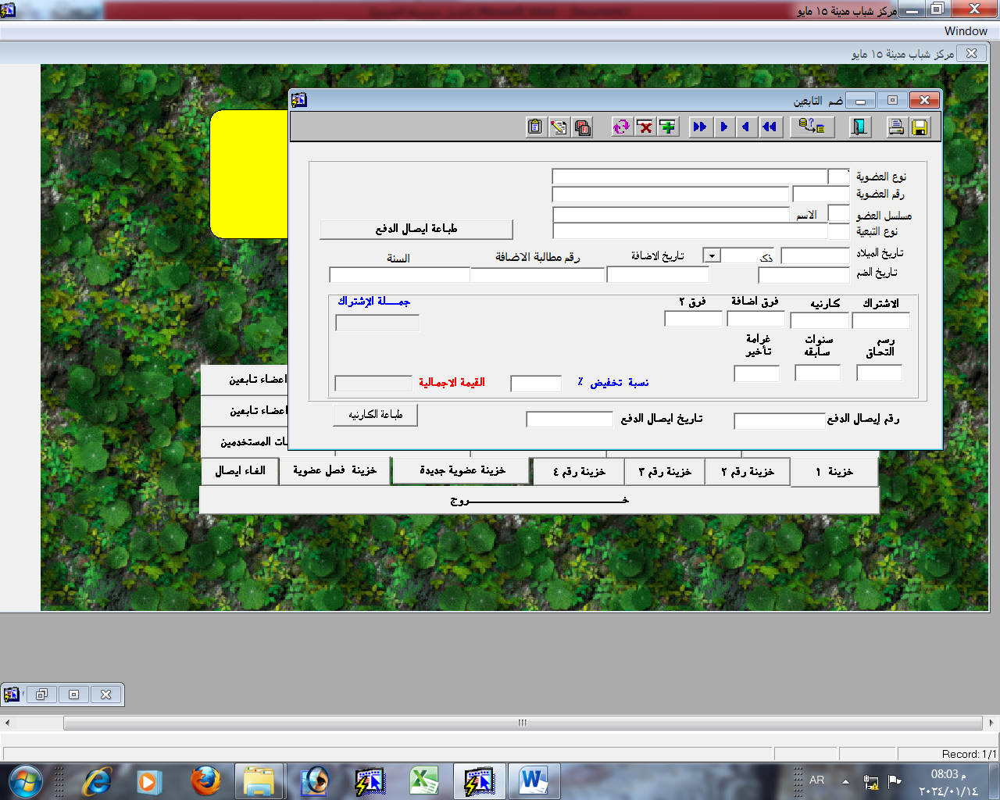 مركز شباب مدينة ١٥ مايو
Window
مركز شباب مدينة ١٥ مايو
ضم التابعين
نوع العضوية
رقم العضوية
مسلسل العضو
الاسم
نوع التبعية
طباعة ايصال الدفع
تاريخ الميلاد
ذك
تاريخ الاضافة
رقم مطالبة الاضافة
السنة
تاريخ الضم
الاشتراك
كارنيه
فرق اضافة
فرق ٢
جمـــلة الإشتراك
رسم التحاق
سنوات سابقه
غرامة تأخير
نسبة تخفيض ٪
القيمة الاجمالية
رقم إيصال الدفع
تاريخ ايصال الدفع
طباعة الكارنيه
اعضاء تابعين
اعضاء تابعين
ات المستخدمين
خزينة ١
خزينة رقم ٢
خزينة رقم ٣
خزينة رقم ٤
خزينة عضوية جديدة
خزينة فصل عضوية
الغاء ايصال
خـــــــــروج
Record: 1/1
AR
08:03 م
٢٠٢٤/٠١/١٤